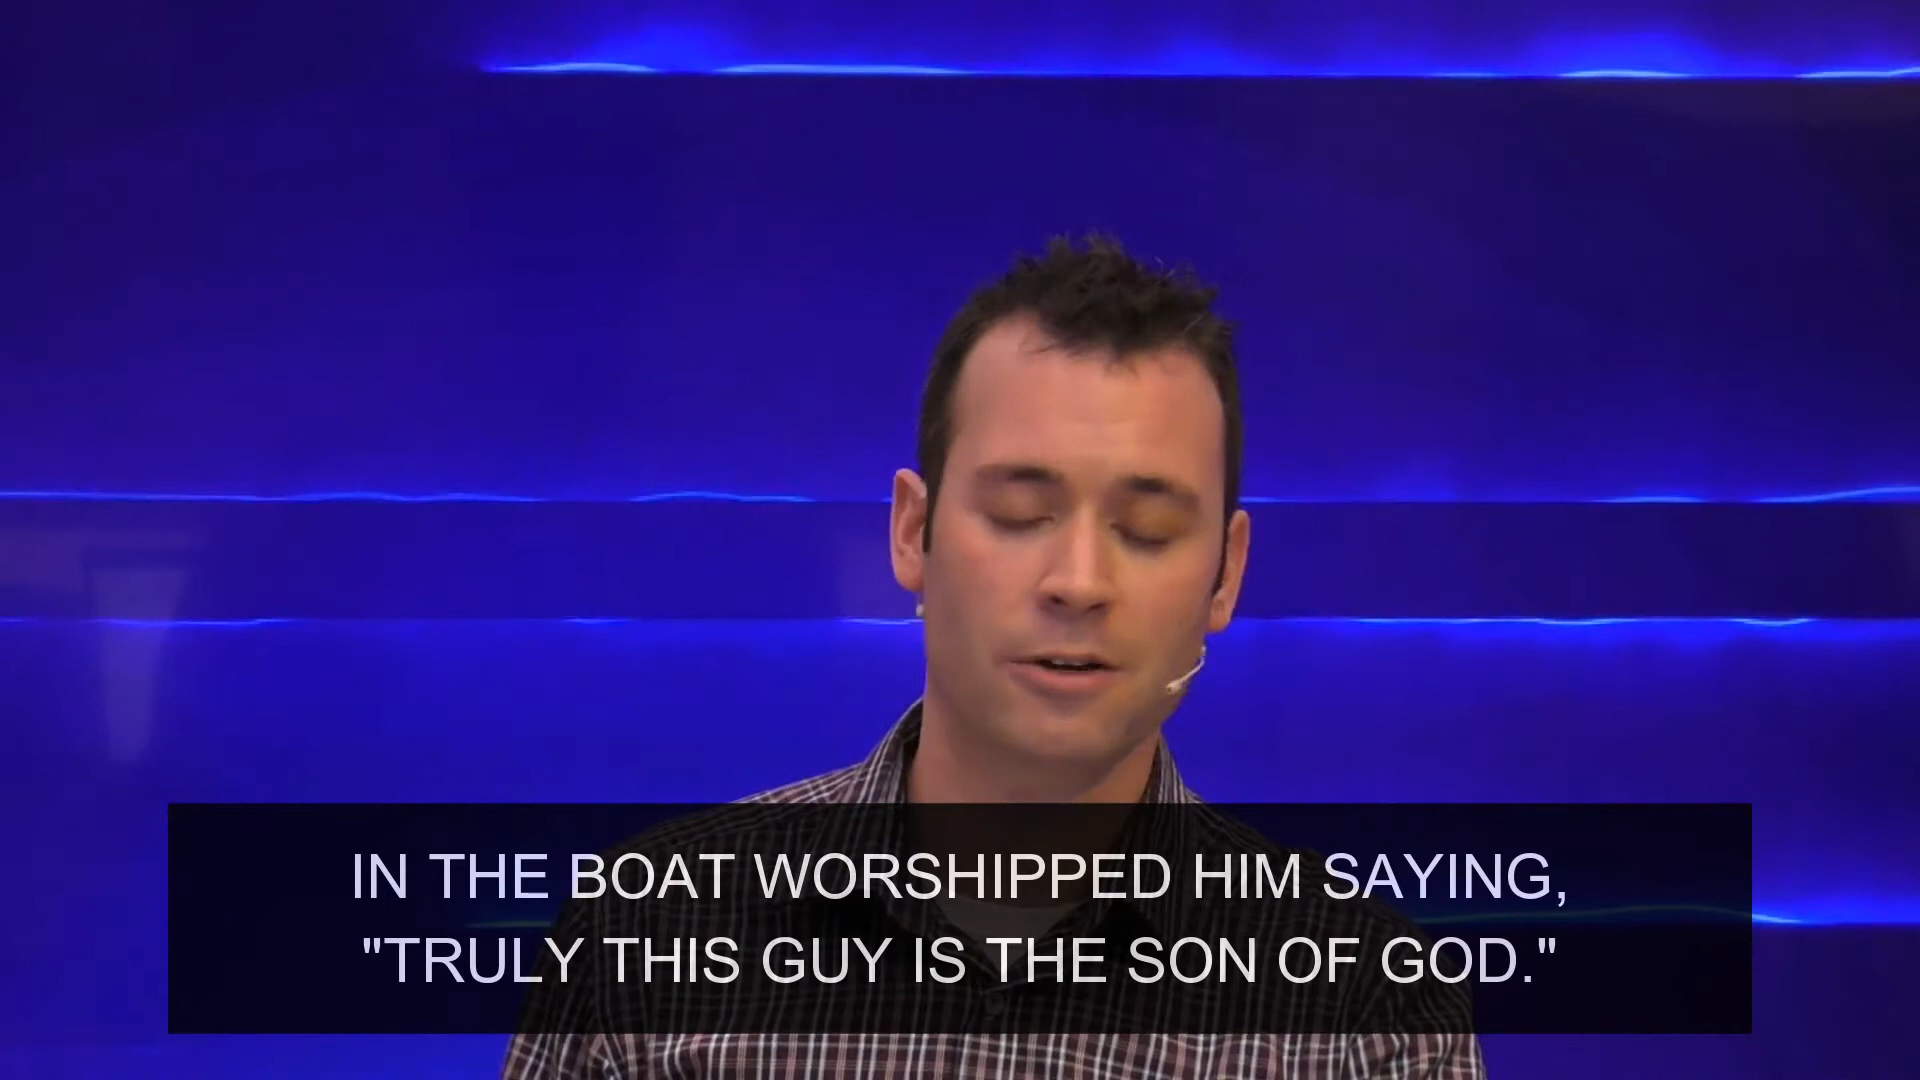 IN THE BOAT WORSHIPPED HIM SAYING,
"TRULY THIS GUY IS THE SON OF GOD."